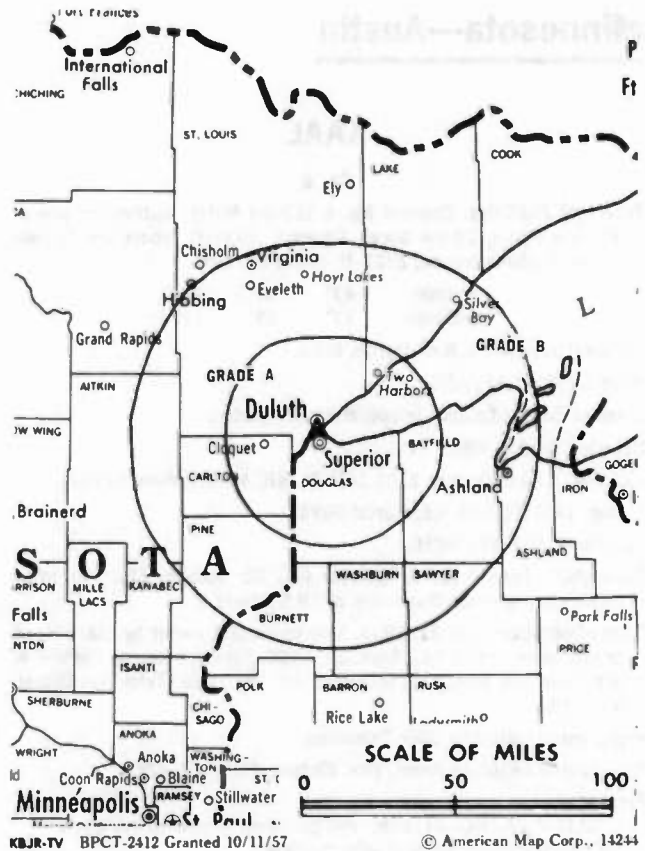 Fort Frances
International
Falls
ST. LOUIS
LAKE
COOK
Ely
Chisholm
Virginia
Hoyt Lakes
Hibbing
Eveleth
Silver
Bay
L
Grand Rapids
GRADE B
AITKIN
GRADE A
Two
Harbors
Duluth
Cloquet
Superior
BAYFIELD
CARLTON
DOUGLAS
Ashland
IRON
Brainerd
PINE
ASHLAND
SOTA
MILLE
LACS
KANABEC
WASHBURN
SAWYER
Falls
BURNETT
Park Falls
PRICE
ISANTI
POLK
BARRON
RUSK
SHERBURNE
CHI-
SAGO
Rice Lake
Ladysmith
ANOKA
WRIGHT
Anoka
WASHING-
TON
SCALE OF MILES
Coon Rapids
Blaine
ST. C
0 50 100
RAMSEY
Stillwater
Minneapolis
St. Paul
KBJR-TV BPCT-2412 Granted 10/11/57 © American Map Corp., 14244